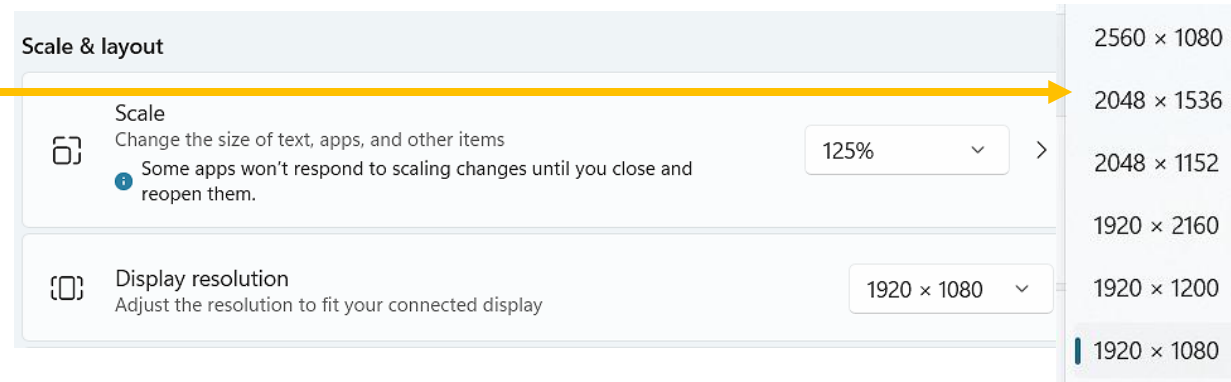 Scale & layout
Scale
Change the size of text, apps, and other items
Some apps won't respond to scaling changes until you close and
reopen them.
125%
Display resolution
Adjust the resolution to fit your connected display
1920 × 1080
2560 × 1080
2048 × 1536
2048 × 1152
1920 × 2160
1920 × 1200
1920 × 1080